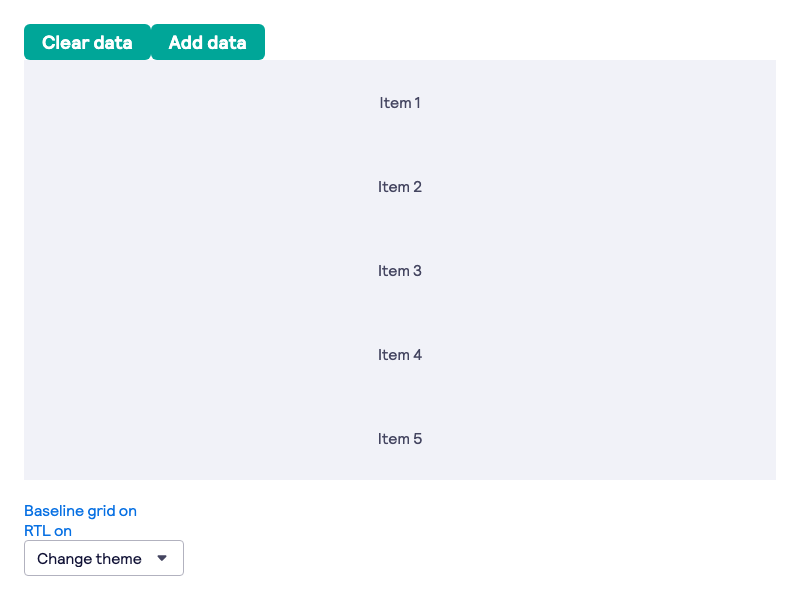 Clear data Add data
Item 1
Item 2
Item 3
Item 4
Item 5
Baseline grid on
RTL on
Change theme